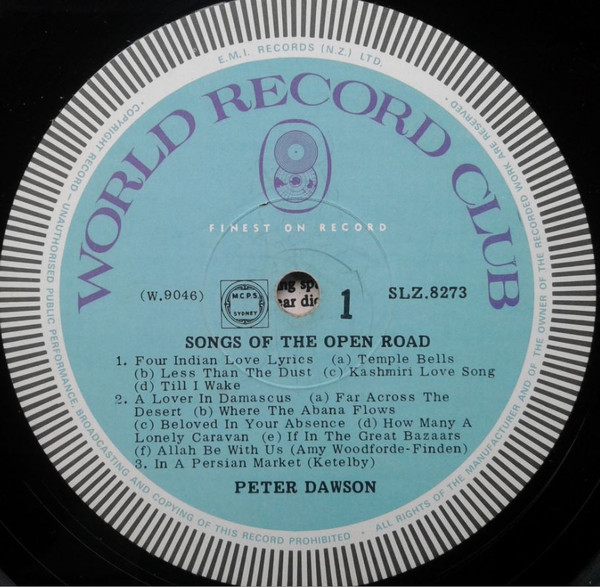 E.M.I. RECORDS (N.Z.) LTD.
WORLD RECORD CLUB
FINEST ON RECORD
(W.9046)
M.C.P.S.
SYDNEY
1
SLZ.8273
SONGS OF THE OPEN ROAD
1. Four Indian Love Lyrics (a) Temple Bells
(b) Less Than The Dust (c) Kashmiri Love Song
(d) Till I Wake
2. A Lover In Damascus (a) Far Across The
Desert (b) Where The Abana Flows
(c) Beloved In Your Absence (d) How Many A
Lonely Caravan (e) If In The Great Bazaars
(f) Allah Be With Us (Amy Woodforde-Finden)
3. In A Persian Market (Ketelby)
PETER DAWSON
· COPYRIGHT RECORD - UNAUTHORISED PUBLIC PERFORMANCE, BROADCASTING AND COPYING OF THIS RECORD PROHIBITED · ALL RIGHTS OF THE MANUFACTURER AND OF THE OWNER OF THE RECORDED WORK ARE RESERVED ·